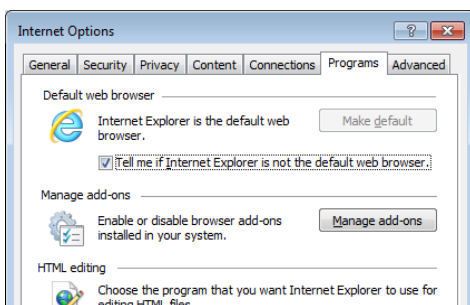 Internet Options
General Security Privacy Content Connections Programs Advanced
Default web browser
Internet Explorer is the default web
browser.
Make default
Tell me if Internet Explorer is not the default web browser.
Manage add-ons
Enable or disable browser add-ons
installed in your system.
Manage add-ons
HTML editing
Choose the program that you want Internet Explorer to use for
editing HTML files.